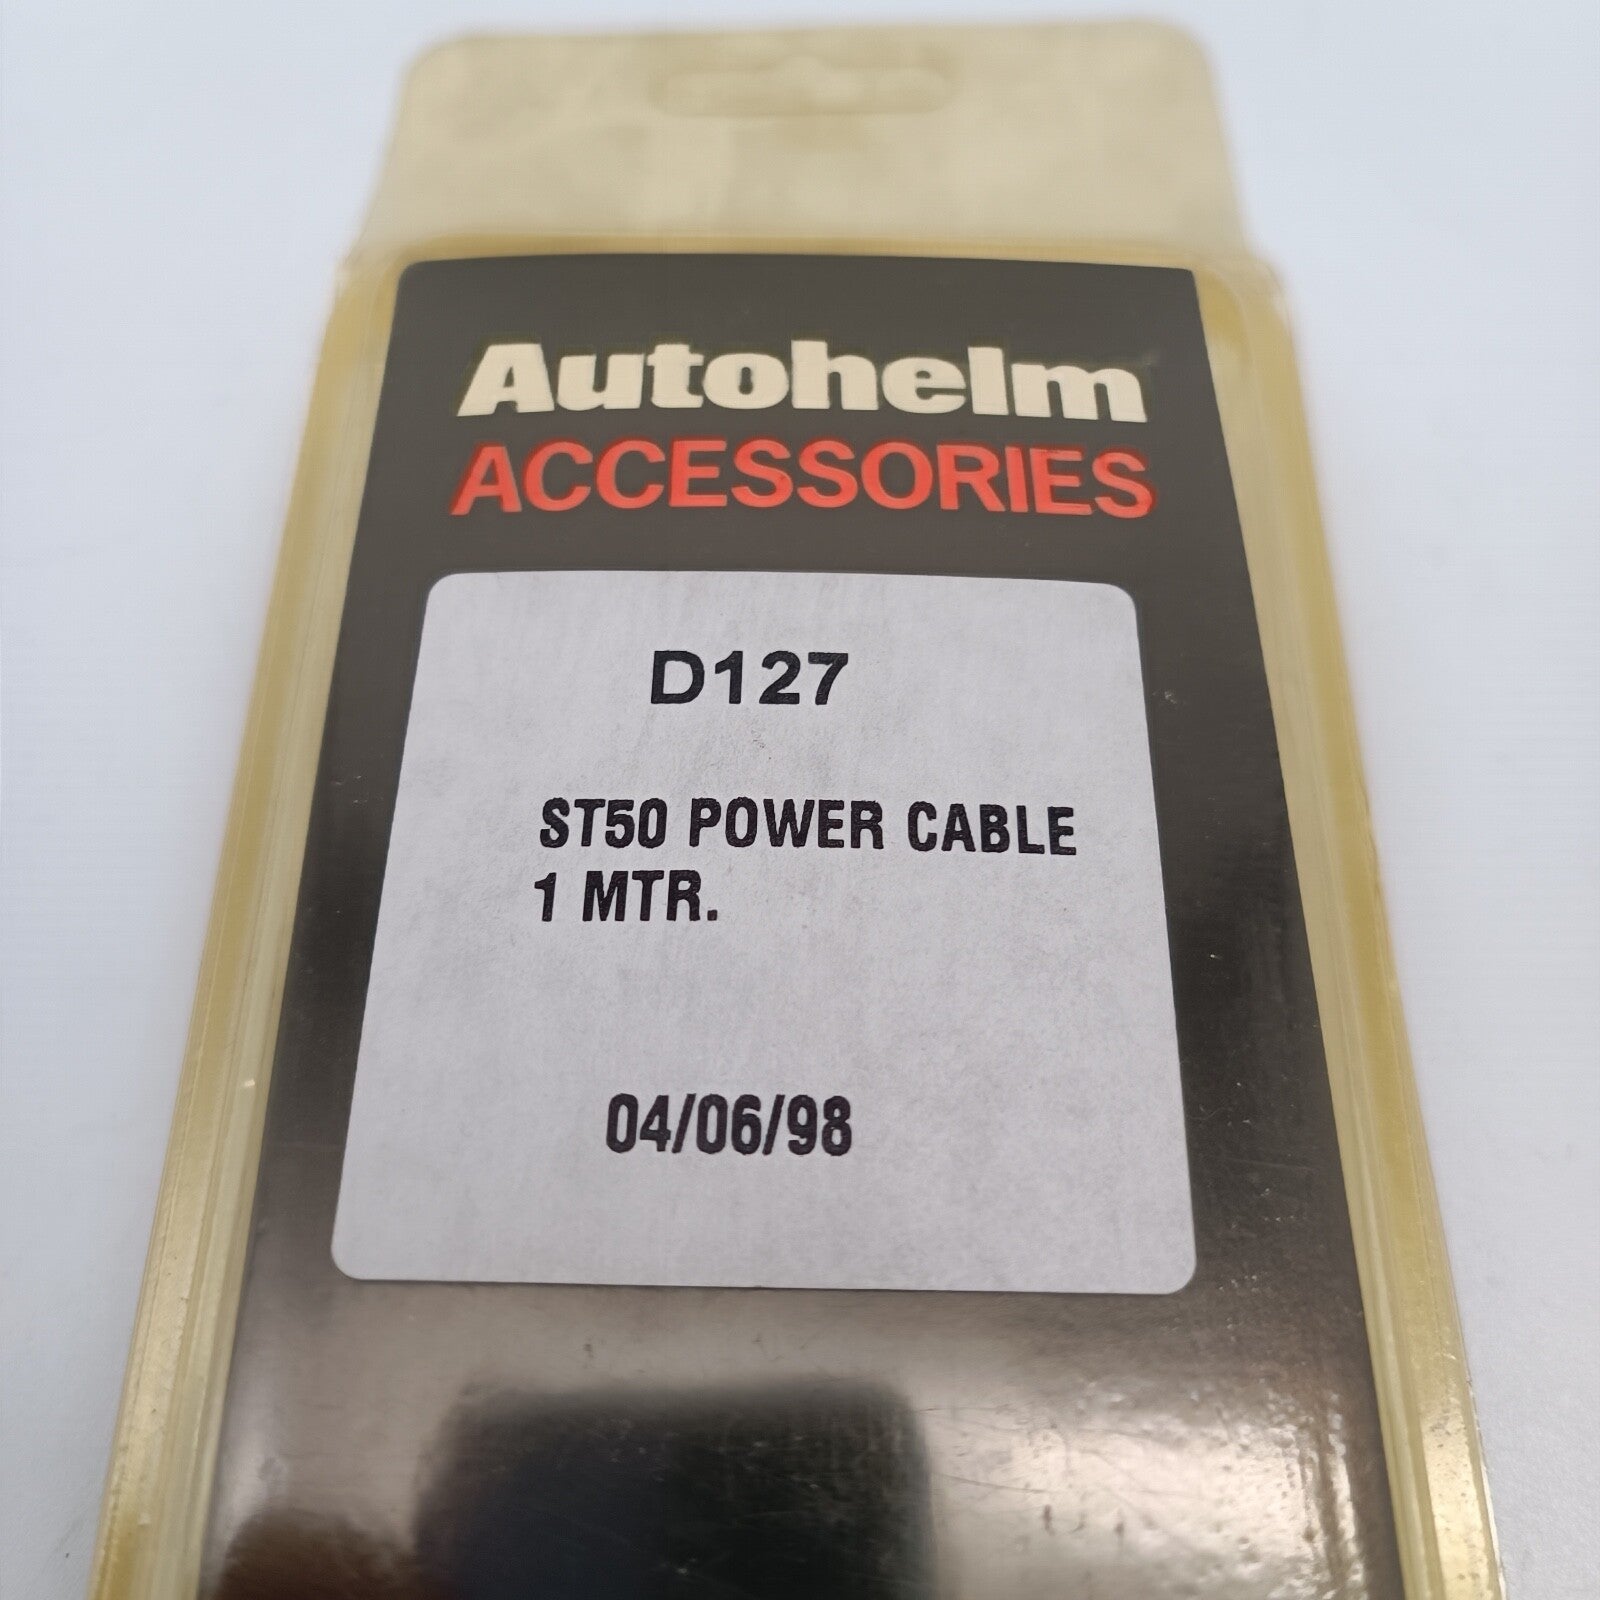 Autohelm
ACCESSORIES
D127
ST50 POWER CABLE
1 MTR.
04/06/98